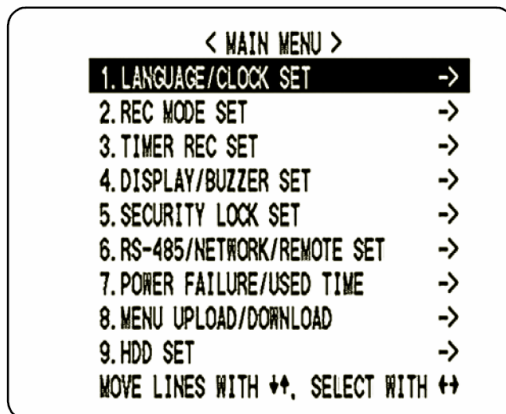 < MAIN MENU >
1. LANGUAGE/CLOCK SET ->
2. REC MODE SET ->
3. TIMER REC SET ->
4. DISPLAY/BUZZER SET ->
5. SECURITY LOCK SET ->
6. RS-485/NETWORK/REMOTE SET ->
7. POWER FAILURE/USED TIME ->
8. MENU UPLOAD/DOWNLOAD ->
9. HDD SET ->
MOVE LINES WITH ↓↑, SELECT WITH ←→